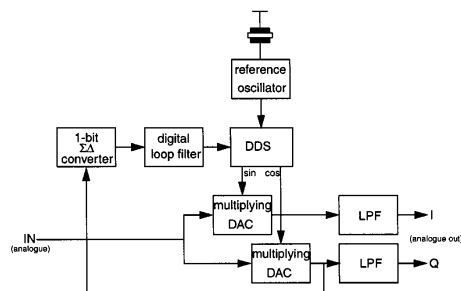 reference
oscillator
1-bit
ΣΔ
converter
digital
loop filter
DDS
sin cos
multiplying
DAC
LPF
I
(analogue out)
IN
(analogue)
multiplying
DAC
LPF
Q